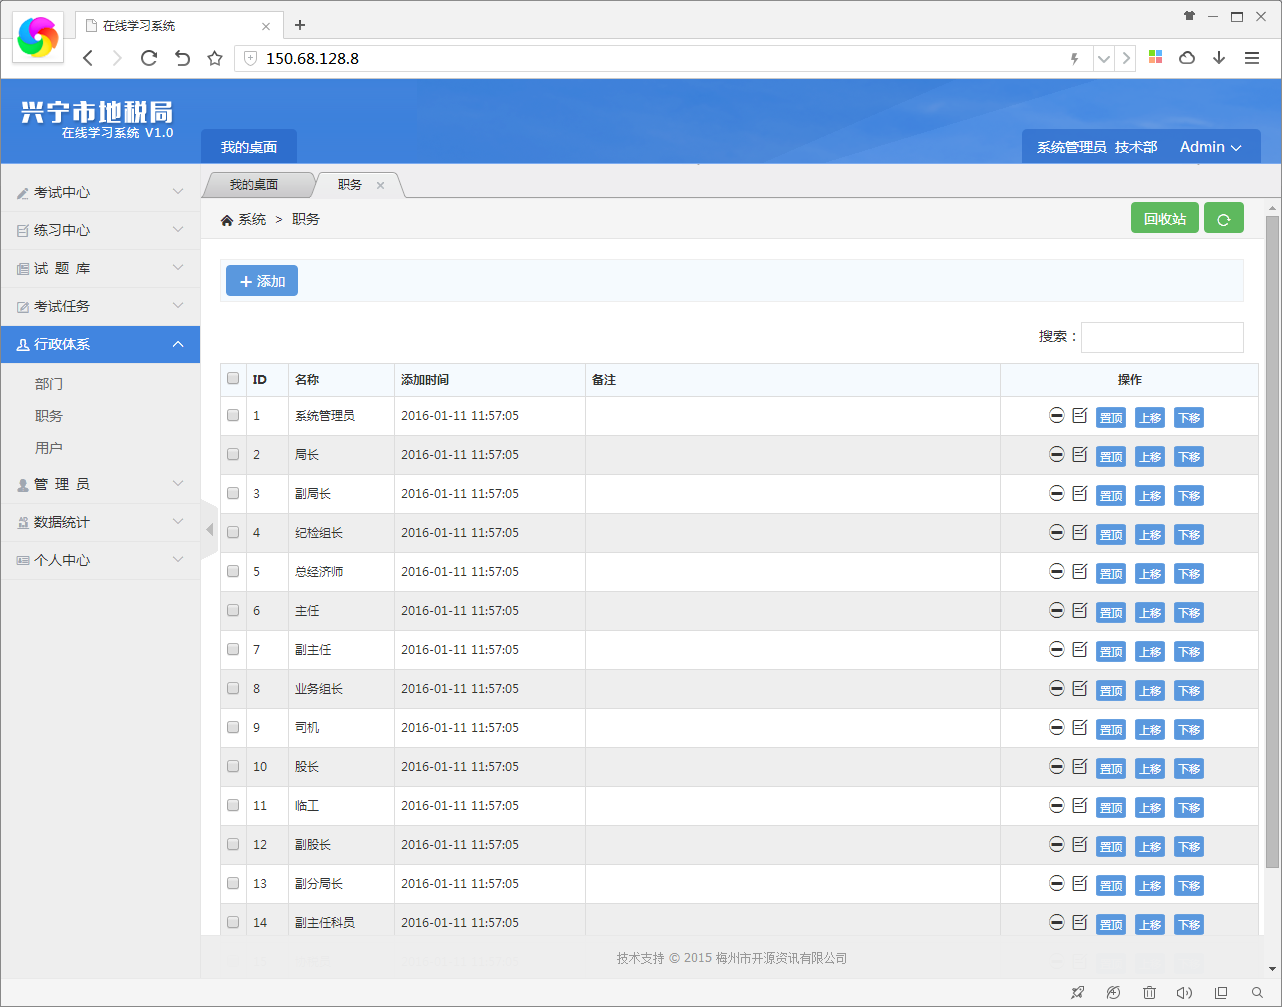 在线学习系统
150.68.128.8
兴宁市地税局
在线学习系统 V1.0
我的桌面
系统管理员 技术部 Admin
我的桌面 职务
考试中心
练习中心
试 题 库
考试任务
行政体系
部门
职务
用户
管 理 员
数据统计
个人中心
系统 > 职务
回收站
添加
搜索：
ID 名称 添加时间 备注 操作
1 系统管理员 2016-01-11 11:57:05 置顶 上移 下移
2 局长 2016-01-11 11:57:05 置顶 上移 下移
3 副局长 2016-01-11 11:57:05 置顶 上移 下移
4 纪检组长 2016-01-11 11:57:05 置顶 上移 下移
5 总经济师 2016-01-11 11:57:05 置顶 上移 下移
6 主任 2016-01-11 11:57:05 置顶 上移 下移
7 副主任 2016-01-11 11:57:05 置顶 上移 下移
8 业务组长 2016-01-11 11:57:05 置顶 上移 下移
9 司机 2016-01-11 11:57:05 置顶 上移 下移
10 股长 2016-01-11 11:57:05 置顶 上移 下移
11 临工 2016-01-11 11:57:05 置顶 上移 下移
12 副股长 2016-01-11 11:57:05 置顶 上移 下移
13 副分局长 2016-01-11 11:57:05 置顶 上移 下移
14 副主任科员 2016-01-11 11:57:05 置顶 上移 下移
技术支持 © 2015 梅州市开源资讯有限公司